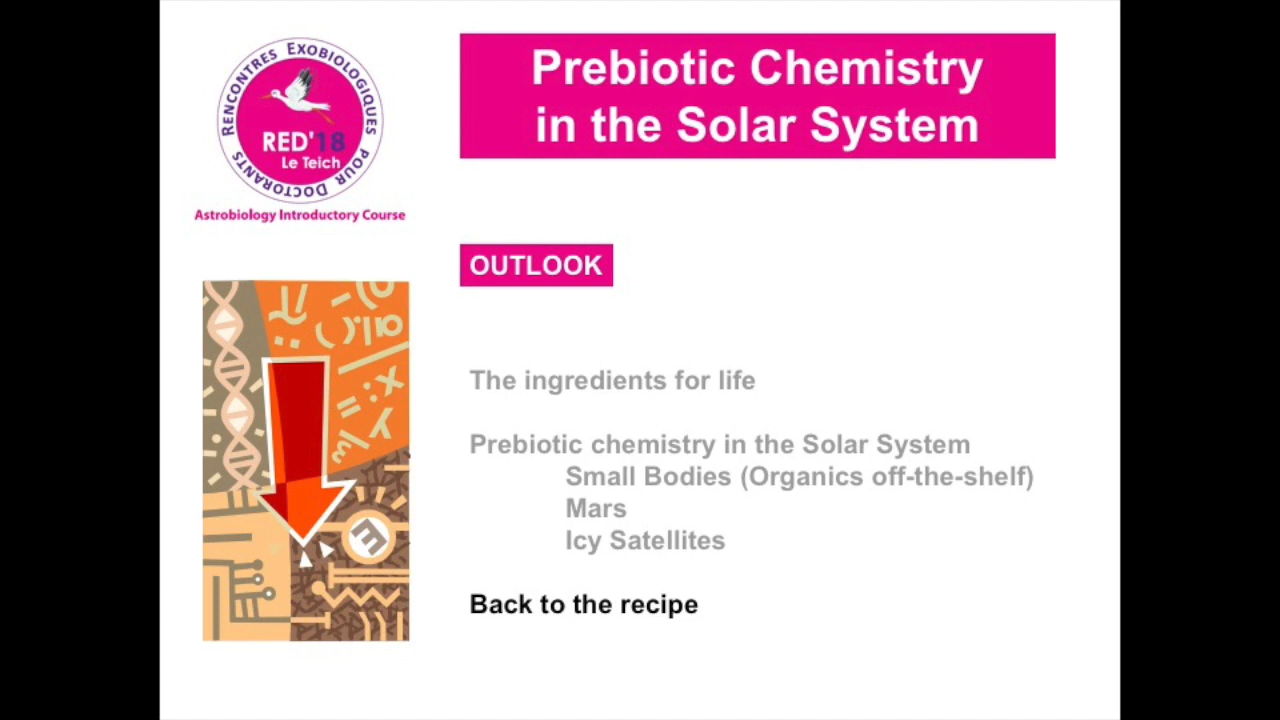 RENCONTRES EXOBIOLOGIQUES POUR DOCTORANTS
RED'18
Le Teich
Astrobiology Introductory Course
Prebiotic Chemistry
in the Solar System
OUTLOOK
The ingredients for life
Prebiotic chemistry in the Solar System
Small Bodies (Organics off-the-shelf)
Mars
Icy Satellites
Back to the recipe